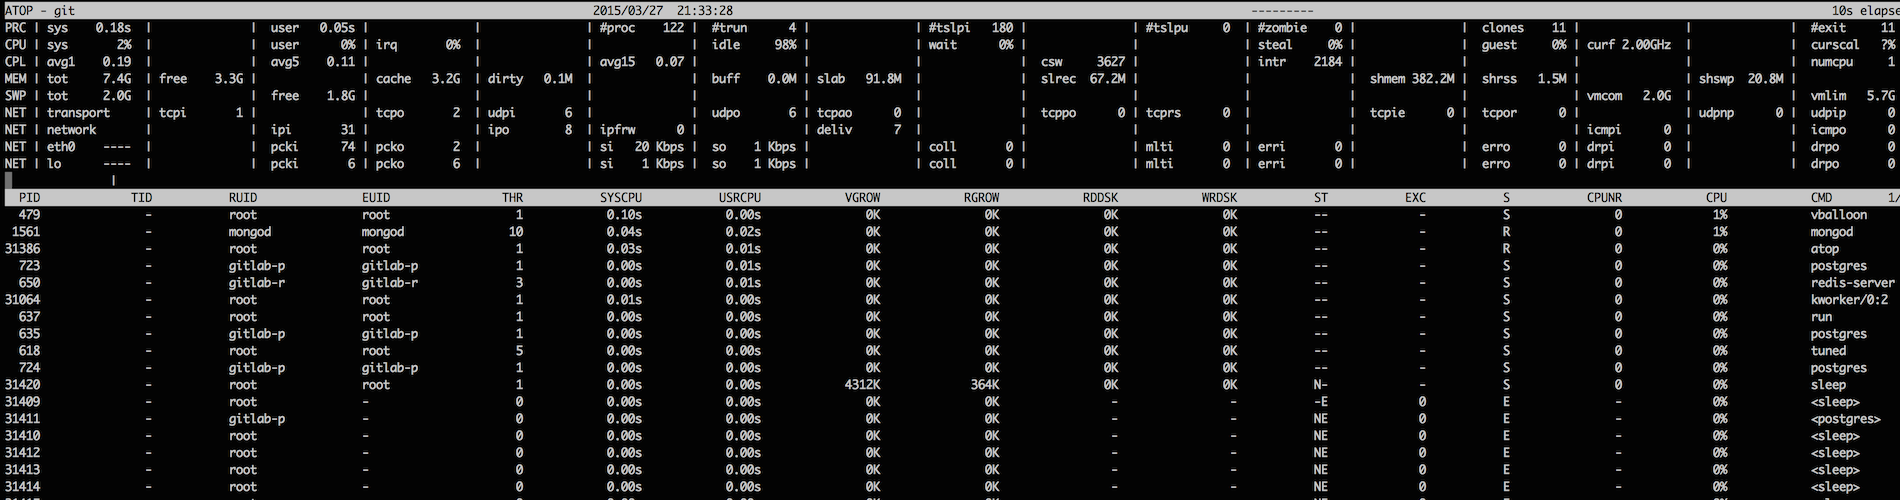 ATOP - git 2015/03/27 21:33:28 --------- 10s elapse
PRC | sys 0.18s | | user 0.05s | | | #proc 122 | #trun 4 | | #tslpi 180 | | #tslpu 0 | #zombie 0 | | clones 11 | | | #exit 11
CPU | sys 2% | | user 0% | irq 0% | | | idle 98% | | wait 0% | | | steal 0% | | guest 0% | curf 2.00GHz | | curscal ?%
CPL | avg1 0.19 | | avg5 0.11 | | | avg15 0.07 | | | | csw 3627 | | intr 2184 | | | | | numcpu 1
MEM | tot 7.4G | free 3.3G | | cache 3.2G | dirty 0.1M | | buff 0.0M | slab 91.8M | | slrec 67.2M | | | shmem 382.2M | shrss 1.5M | | shswp 20.8M |
SWP | tot 2.0G | | free 1.8G | | | | | | | | | | | | vmcom 2.0G | | vmlim 5.7G
NET | transport | tcpi 1 | | tcpo 2 | udpi 6 | | udpo 6 | tcpao 0 | | tcppo 0 | tcprs 0 | | tcpie 0 | tcpor 0 | | udpnp 0 | udpip 0
NET | network | | ipi 31 | | ipo 8 | ipfrw 0 | | deliv 7 | | | | | | | icmpi 0 | | icmpo 0
NET | eth0 ---- | | pcki 74 | pcko 2 | | si 20 Kbps | so 1 Kbps | | coll 0 | | mlti 0 | erri 0 | | erro 0 | drpi 0 | | drpo 0
NET | lo ---- | | pcki 6 | pcko 6 | | si 1 Kbps | so 1 Kbps | | coll 0 | | mlti 0 | erri 0 | | erro 0 | drpi 0 | | drpo 0
|
PID TID RUID EUID THR SYSCPU USRCPU VGROW RGROW RDDSK WRDSK ST EXC S CPUNR CPU CMD 1/
479 - root root 1 0.10s 0.00s 0K 0K 0K 0K -- - S 0 1% vballoon
1561 - mongod mongod 10 0.04s 0.02s 0K 0K 0K 0K -- - R 0 1% mongod
31386 - root root 1 0.03s 0.01s 0K 0K 0K 0K -- - R 0 0% atop
723 - gitlab-p gitlab-p 1 0.00s 0.01s 0K 0K 0K 0K -- - S 0 0% postgres
650 - gitlab-r gitlab-r 3 0.00s 0.01s 0K 0K 0K 0K -- - S 0 0% redis-server
31064 - root root 1 0.01s 0.00s 0K 0K 0K 0K -- - S 0 0% kworker/0:2
637 - root root 1 0.00s 0.00s 0K 0K 0K 0K -- - S 0 0% run
635 - gitlab-p gitlab-p 1 0.00s 0.00s 0K 0K 0K 0K -- - S 0 0% postgres
618 - root root 5 0.00s 0.00s 0K 0K 0K 0K -- - S 0 0% tuned
724 - gitlab-p gitlab-p 1 0.00s 0.00s 0K 0K 0K 0K -- - S 0 0% postgres
31420 - root root 1 0.00s 0.00s 4312K 364K 0K 0K N- - S 0 0% sleep
31409 - root - 0 0.00s 0.00s 0K 0K - - -E 0 E - 0% <sleep>
31411 - gitlab-p - 0 0.00s 0.00s 0K 0K - - NE 0 E - 0% <postgres>
31410 - root - 0 0.00s 0.00s 0K 0K - - NE 0 E - 0% <sleep>
31412 - root - 0 0.00s 0.00s 0K 0K - - NE 0 E - 0% <sleep>
31413 - root - 0 0.00s 0.00s 0K 0K - - NE 0 E - 0% <sleep>
31414 - root - 0 0.00s 0.00s 0K 0K - - NE 0 E - 0% <sleep>